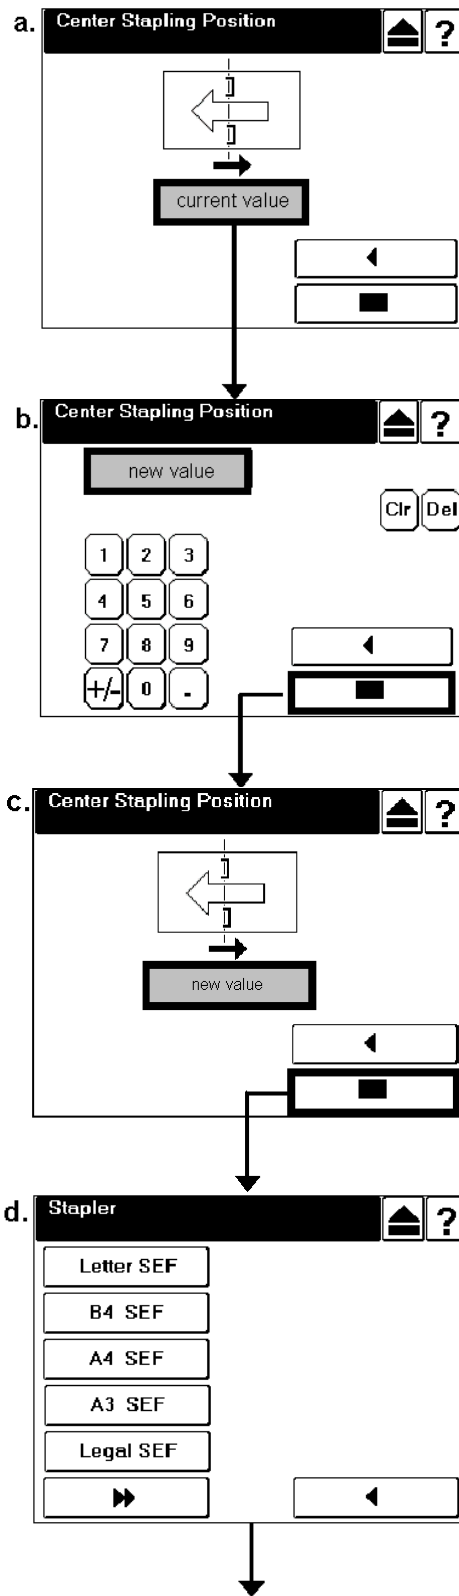 a. Center Stapling Position
?
current value
b. Center Stapling Position
?
new value
Clr Del
1 2 3
4 5 6
7 8 9
+/- 0 .
c. Center Stapling Position
?
new value
d. Stapler
?
Letter SEF
B4 SEF
A4 SEF
A3 SEF
Legal SEF